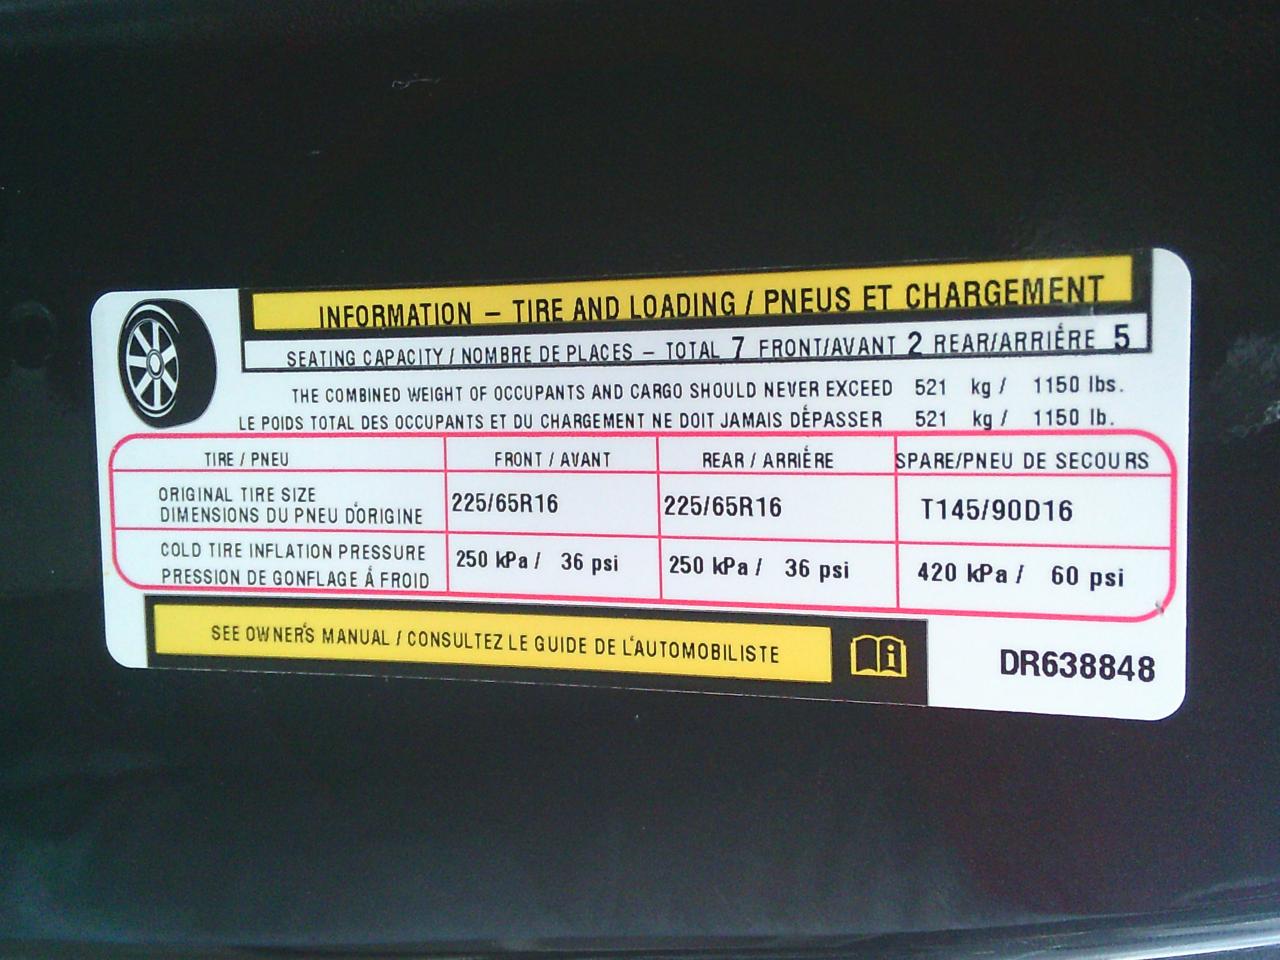 INFORMATION – TIRE AND LOADING / PNEUS ET CHARGEMENT
SEATING CAPACITY / NOMBRE DE PLACES – TOTAL 7 FRONT/AVANT 2 REAR/ARRIÉRE 5
THE COMBINED WEIGHT OF OCCUPANTS AND CARGO SHOULD NEVER EXCEED 521 kg / 1150 lbs.
LE POIDS TOTAL DES OCCUPANTS ET DU CHARGEMENT NE DOIT JAMAIS DÉPASSER 521 kg / 1150 lb.
TIRE / PNEU FRONT / AVANT REAR / ARRIÉRE SPARE/PNEU DE SECOURS
ORIGINAL TIRE SIZE
DIMENSIONS DU PNEU D'ORIGINE 225/65R16 225/65R16 T145/90D16
COLD TIRE INFLATION PRESSURE
PRESSION DE GONFLAGE Á FROID 250 kPa / 36 psi 250 kPa / 36 psi 420 kPa / 60 psi
SEE OWNER'S MANUAL / CONSULTEZ LE GUIDE DE L'AUTOMOBILISTE
DR638848